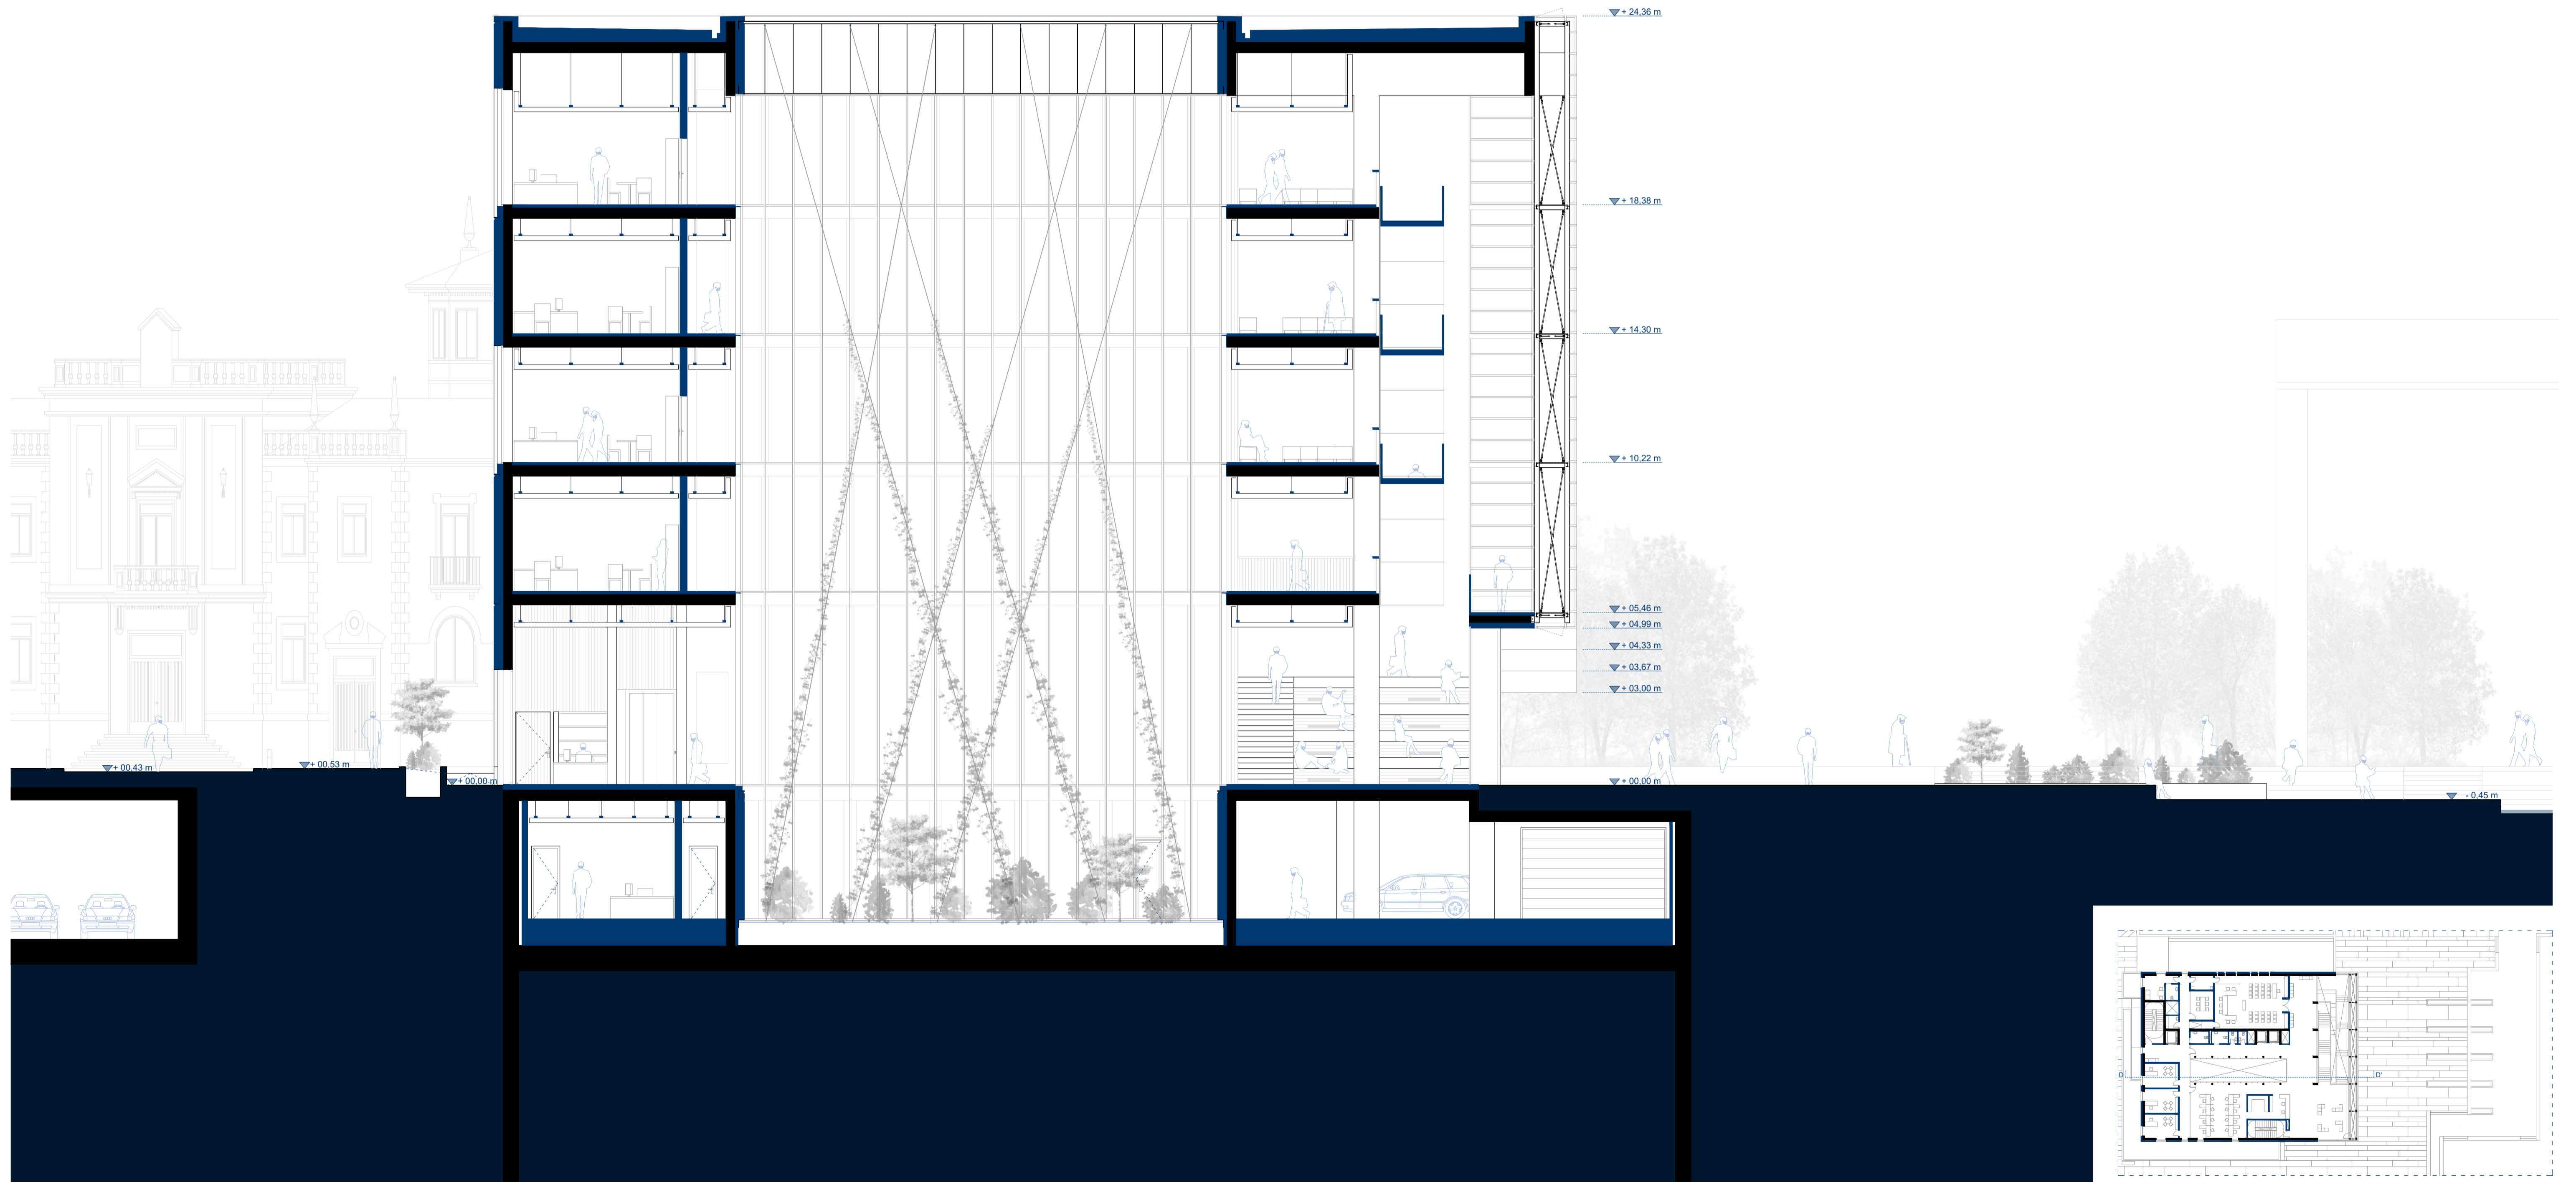 + 24,36 m
+ 18,38 m
+ 14,30 m
+ 10,22 m
+ 05,46 m
+ 04,99 m
+ 04,33 m
+ 03,67 m
+ 03,00 m
+ 00,43 m
+ 00,53 m
+ 00,00 m
+ 00,00 m
- 0,45 m
D
D'